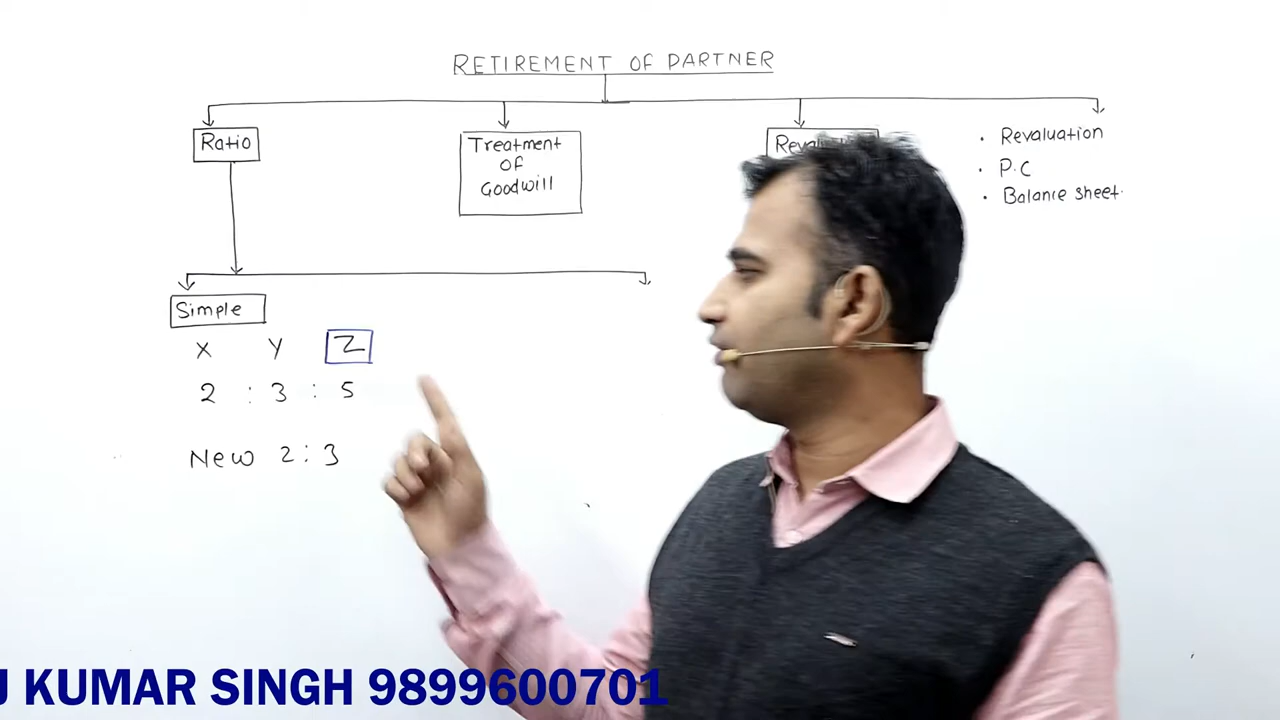 RETIREMENT OF PARTNER
Ratio
Treatment
OF
Goodwill
· Revaluation
· P.C
· Balance sheet.
Simple
X Y Z
2 : 3 : 5
New 2 : 3
KUMAR SINGH 9899600701